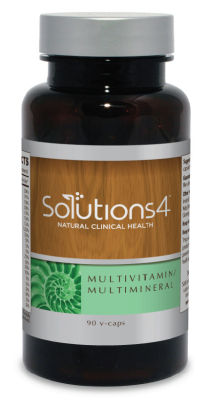 Solutions4
NATURAL CLINICAL HEALTH
MULTIVITAMIN
MULTIMINERAL
90 v-caps